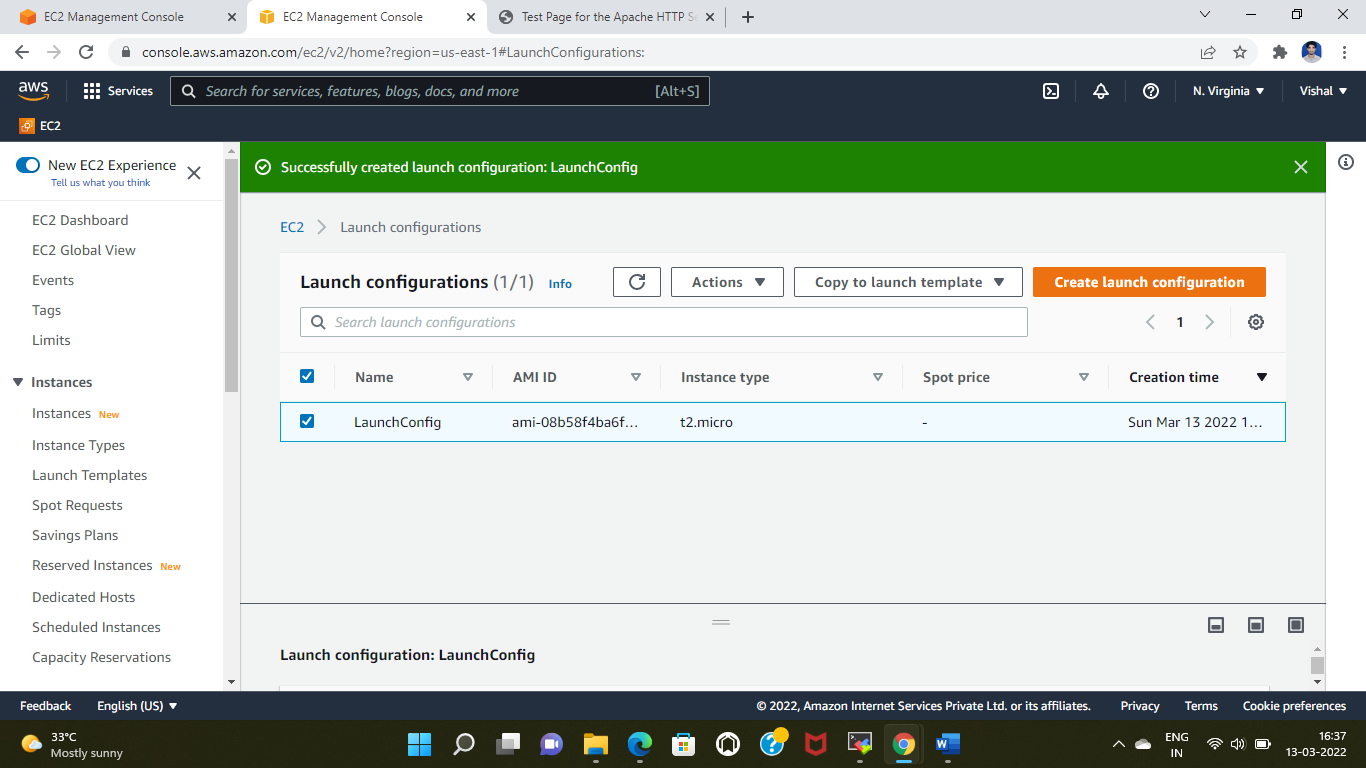 EC2 Management Console
EC2 Management Console
Test Page for the Apache HTTP Se
console.aws.amazon.com/ec2/v2/home?region=us-east-1#LaunchConfigurations:
aws
Services
Search for services, features, blogs, docs, and more
[Alt+S]
N. Virginia
Vishal
EC2
New EC2 Experience
Tell us what you think
EC2 Dashboard
EC2 Global View
Events
Tags
Limits
Instances
Instances New
Instance Types
Launch Templates
Spot Requests
Savings Plans
Reserved Instances New
Dedicated Hosts
Scheduled Instances
Capacity Reservations
Successfully created launch configuration: LaunchConfig
EC2 Launch configurations
Launch configurations (1/1) Info
Actions
Copy to launch template
Create launch configuration
Search launch configurations
1
Name AMI ID Instance type Spot price Creation time
LaunchConfig ami-08b58f4ba6f... t2.micro - Sun Mar 13 2022 1...
Launch configuration: LaunchConfig
Feedback English (US) © 2022, Amazon Internet Services Private Ltd. or its affiliates. Privacy Terms Cookie preferences
33°C
Mostly sunny
ENG
IN
16:37
13-03-2022